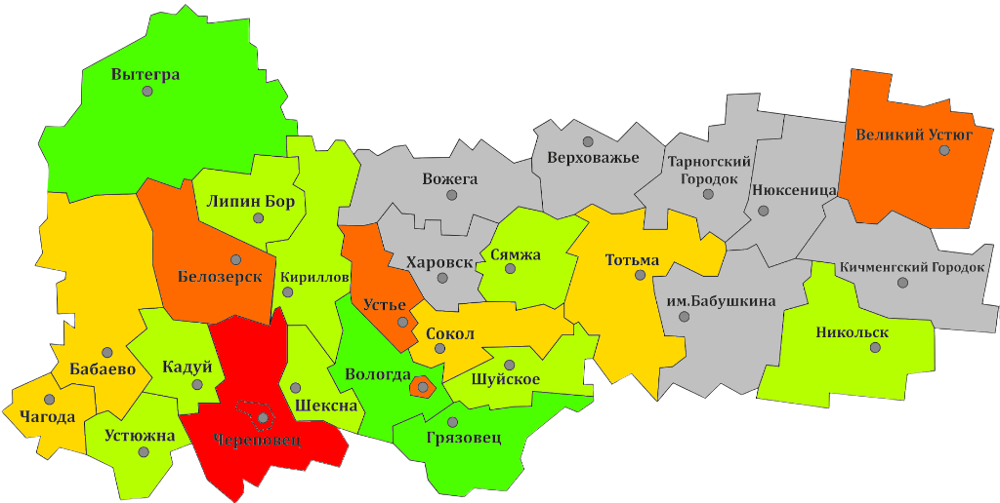 Вытегра
Великий Устюг
Верховажье
Тарногский
Городок
Вожега
Нюксеница
Липин Бор
Сямжа
Харовск
Тотьма
Кичменгский Городок
Белозерск
Кириллов
Устье
им.Бабушкина
Сокол
Никольск
Бабаево
Кадуй
Вологда
Шуйское
Чагода
Шексна
Устюжна
Череповец
Грязовец